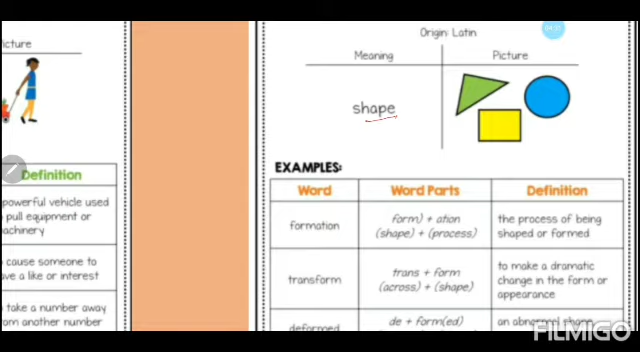 icture
Definition
powerful vehicle used
pull equipment or
achinery
cause someone to
ave a like or interest
take a number away
om another number
Origin: Latin
Meaning Picture
shape
EXAMPLES:
Word Word Parts Definition
formation
form) + ation
(shape) + (process)
the process of being
shaped or formed
transform
trans + form
(across) + (shape)
to make a dramatic
change in the form or
appearance
deformed
de + form(ed)
an abnormal shape
FILMIGO